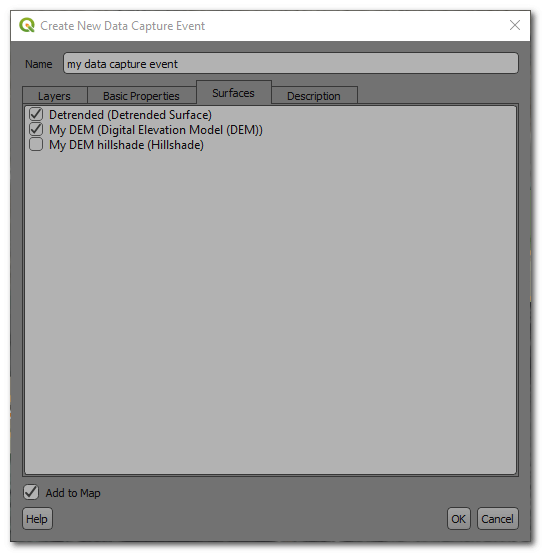 Create New Data Capture Event
Name my data capture event
Layers Basic Properties Surfaces Description
Detrended (Detrended Surface)
My DEM (Digital Elevation Model (DEM))
My DEM hillshade (Hillshade)
Add to Map
Help OK Cancel